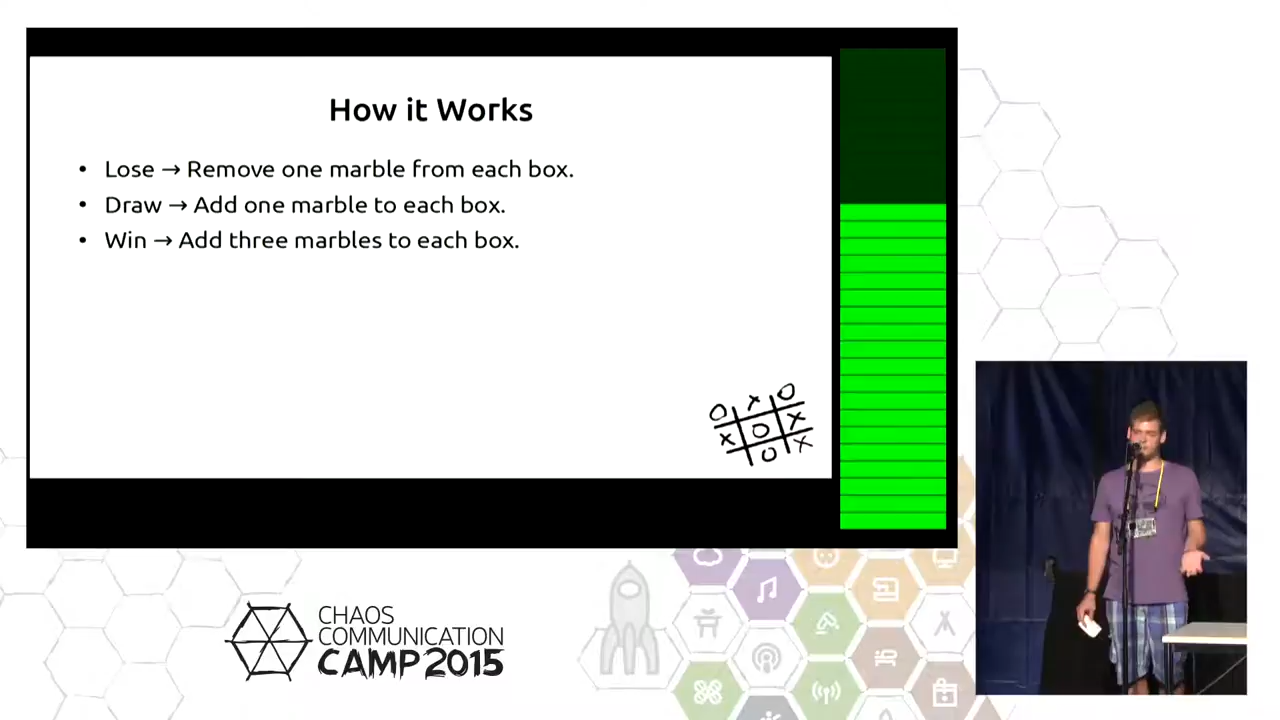 How it Works
• Lose → Remove one marble from each box.
• Draw → Add one marble to each box.
• Win → Add three marbles to each box.
O X O
X O X
O X
CHAOS
COMMUNICATION
CAMP 2015